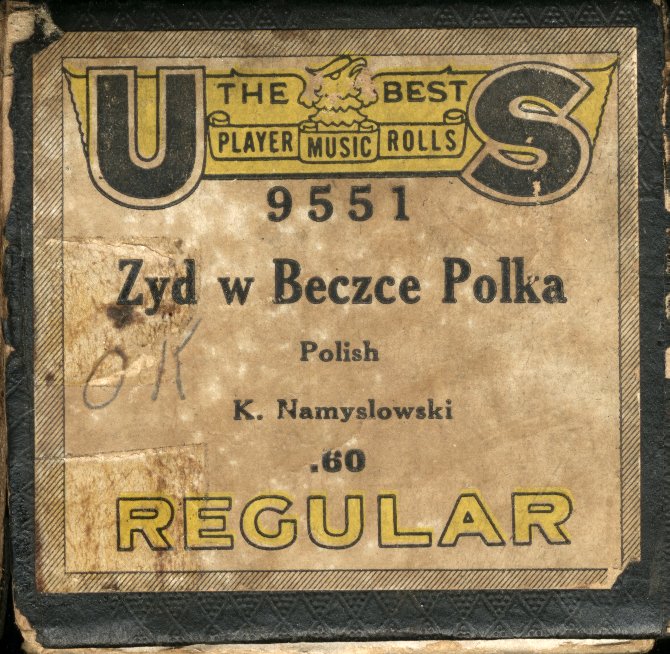 U THE BEST S
PLAYER MUSIC ROLLS
9551
Zyd w Beczce Polka
Polish
OK
K. Namyslowski
.60
REGULAR